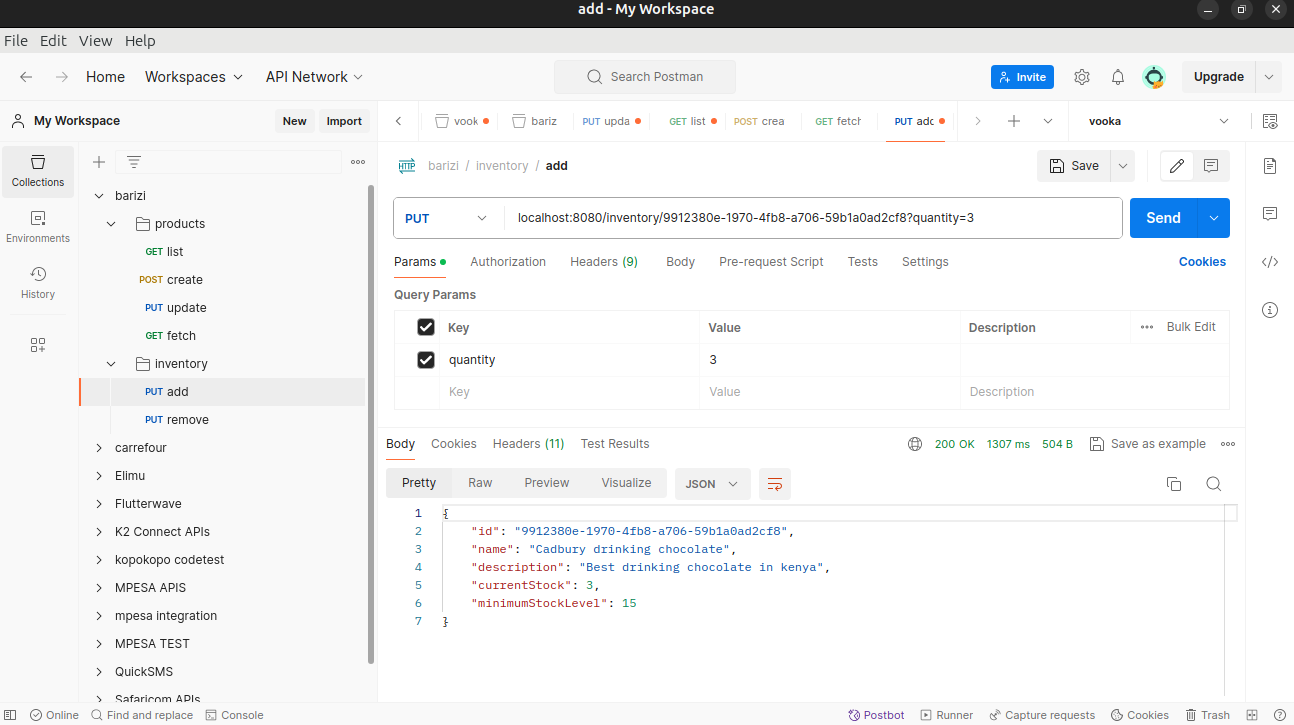 add - My Workspace
File Edit View Help
Home Workspaces API Network Search Postman Invite Upgrade
My Workspace New Import
vook bariz PUT upda GET list POST crea GET fetch PUT add vooka
Collections
Environments
History
barizi
products
GET list
POST create
PUT update
GET fetch
inventory
PUT add
PUT remove
carrefour
Elimu
Flutterwave
K2 Connect APIs
kopokopo codetest
MPESA APIS
mpesa integration
MPESA TEST
QuickSMS
Safaricom APIs
HTTP barizi / inventory / add Save
PUT localhost:8080/inventory/9912380e-1970-4fb8-a706-59b1a0ad2cf8?quantity=3 Send
Params Authorization Headers (9) Body Pre-request Script Tests Settings Cookies
Query Params
Key Value Description Bulk Edit
quantity 3
Key Value Description
Body Cookies Headers (11) Test Results 200 OK 1307 ms 504 B Save as example
Pretty Raw Preview Visualize JSON
1 {
2 "id": "9912380e-1970-4fb8-a706-59b1a0ad2cf8",
3 "name": "Cadbury drinking chocolate",
4 "description": "Best drinking chocolate in kenya",
5 "currentStock": 3,
6 "minimumStockLevel": 15
7 }
Online Find and replace Console Postbot Runner Capture requests Cookies Trash